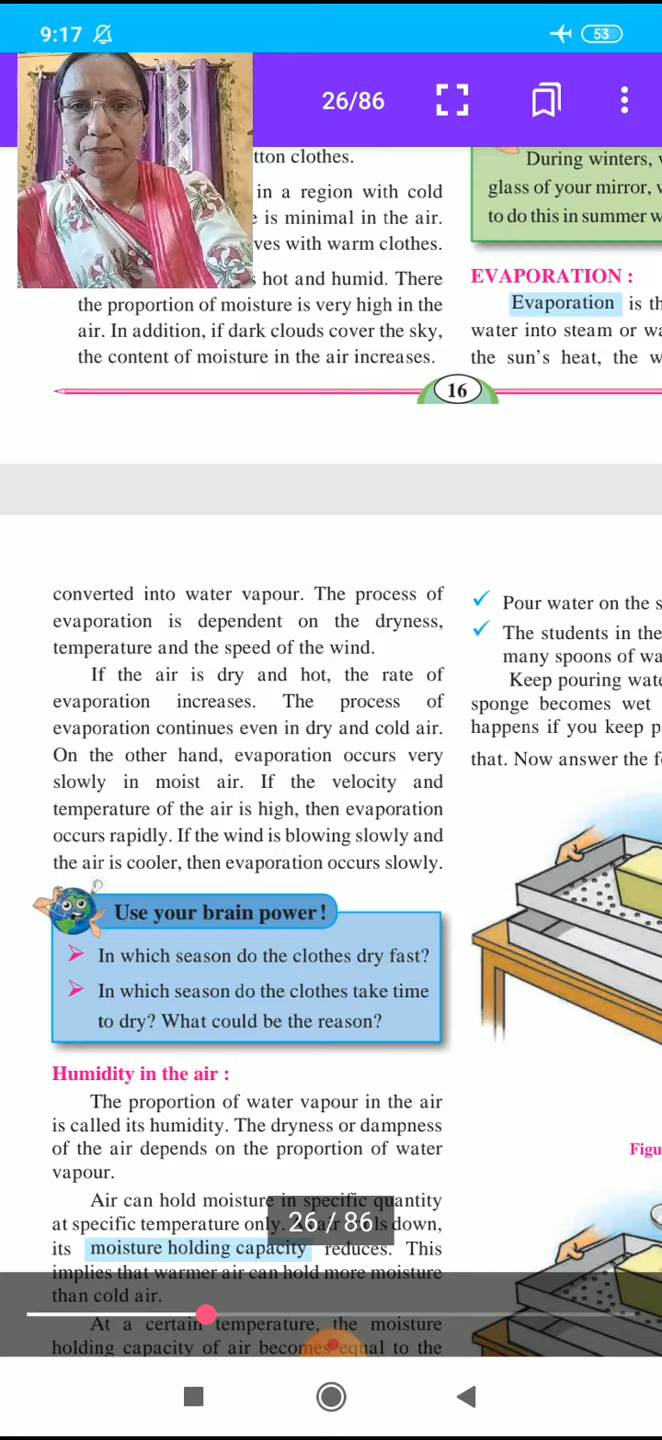 9:17
53
26/86
tton clothes.
in a region with cold
is minimal in the air.
ves with warm clothes.
hot and humid. There
the proportion of moisture is very high in the
air. In addition, if dark clouds cover the sky,
the content of moisture in the air increases.
During winters,
glass of your mirror,
to do this in summer w
EVAPORATION :
Evaporation is th
water into steam or wa
the sun's heat, the w
16
converted into water vapour. The process of
evaporation is dependent on the dryness,
temperature and the speed of the wind.
If the air is dry and hot, the rate of
evaporation increases. The process of
evaporation continues even in dry and cold air.
On the other hand, evaporation occurs very
slowly in moist air. If the velocity and
temperature of the air is high, then evaporation
occurs rapidly. If the wind is blowing slowly and
the air is cooler, then evaporation occurs slowly.
Use your brain power!
In which season do the clothes dry fast?
In which season do the clothes take time
to dry? What could be the reason?
Humidity in the air :
The proportion of water vapour in the air
is called its humidity. The dryness or dampness
of the air depends on the proportion of water
vapour.
Air can hold moisture in specific quantity
at specific temperature only. ls down,
26 / 86
its moisture holding capacity reduces. This
implies that warmer air can hold more moisture
than cold air.
At a certain temperature, the moisture
holding capacity of air becomes equal to the
Pour water on the s
The students in the
many spoons of wa
Keep pouring wate
sponge becomes wet
happens if you keep p
that. Now answer the f
Figu